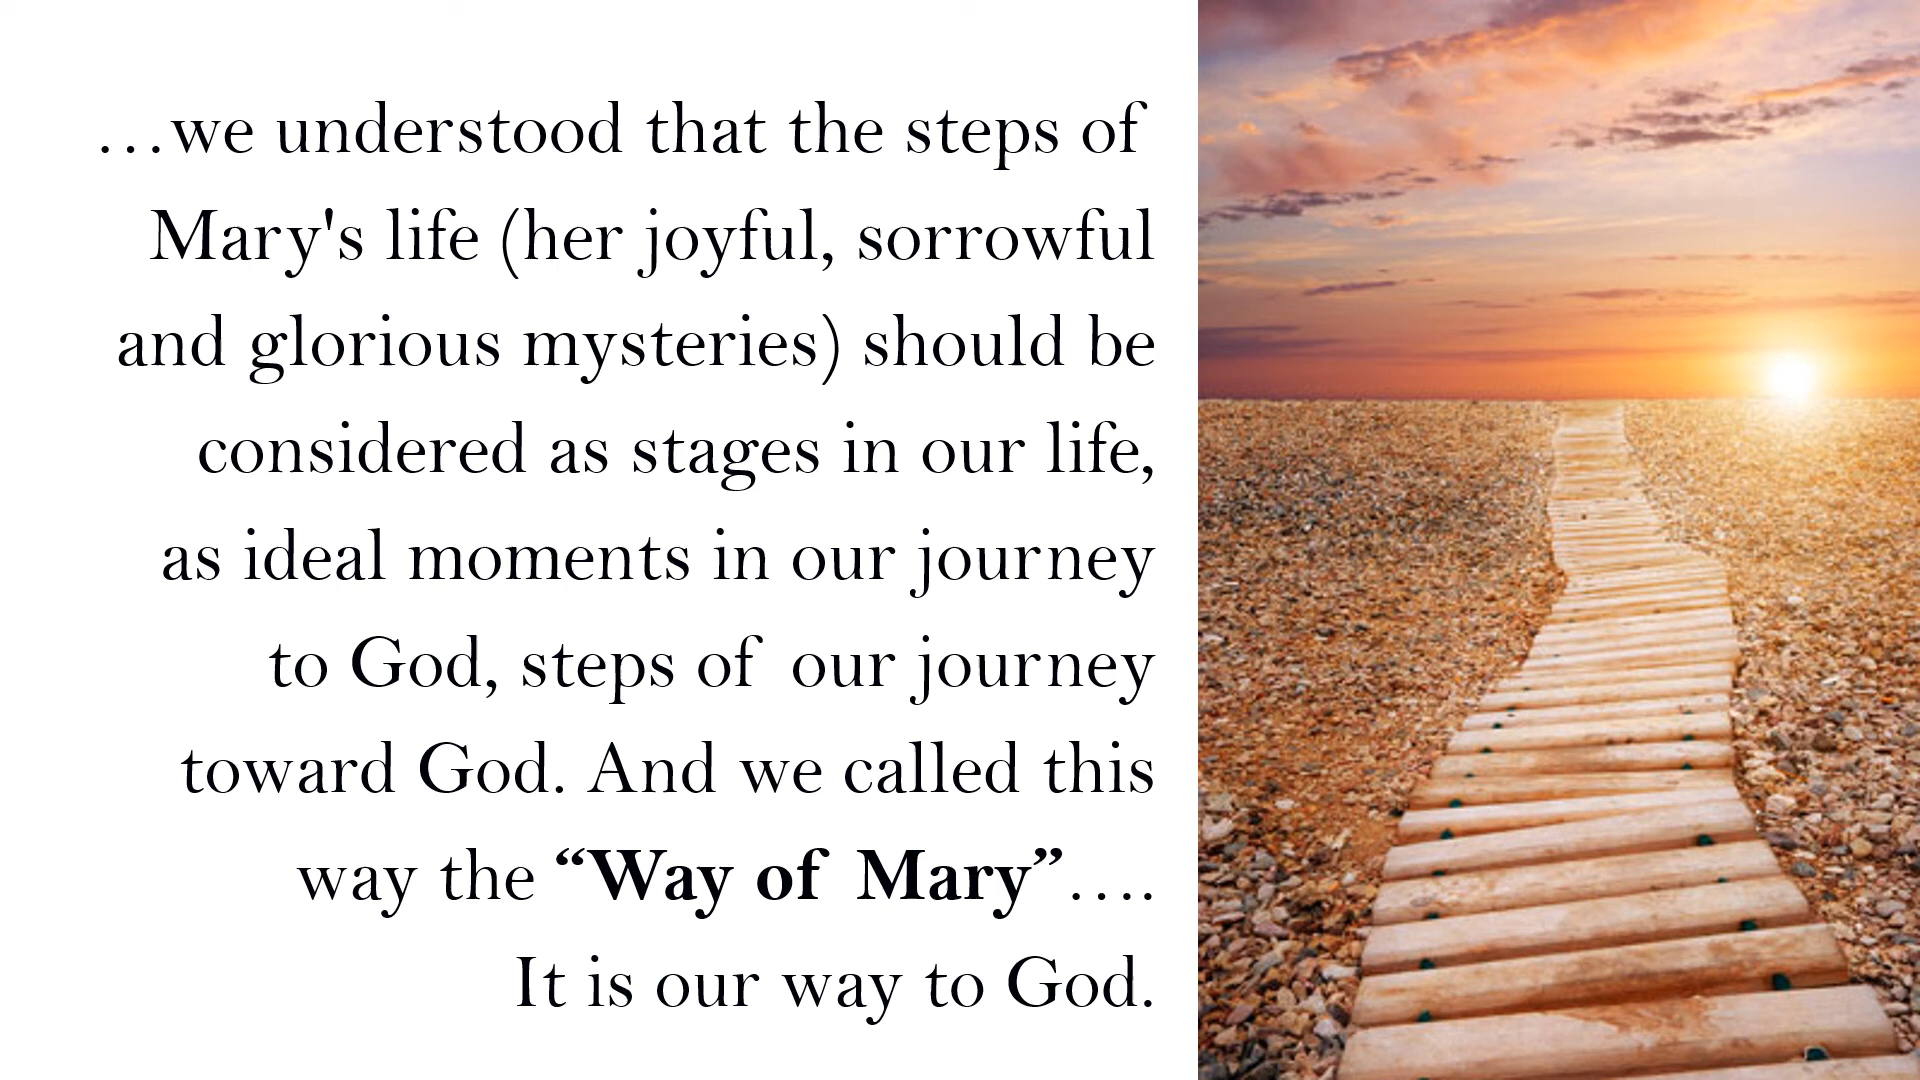 …we understood that the steps of
Mary's life (her joyful, sorrowful
and glorious mysteries) should be
considered as stages in our life,
as ideal moments in our journey
to God, steps of our journey
toward God. And we called this
way the “Way of Mary”….
It is our way to God.